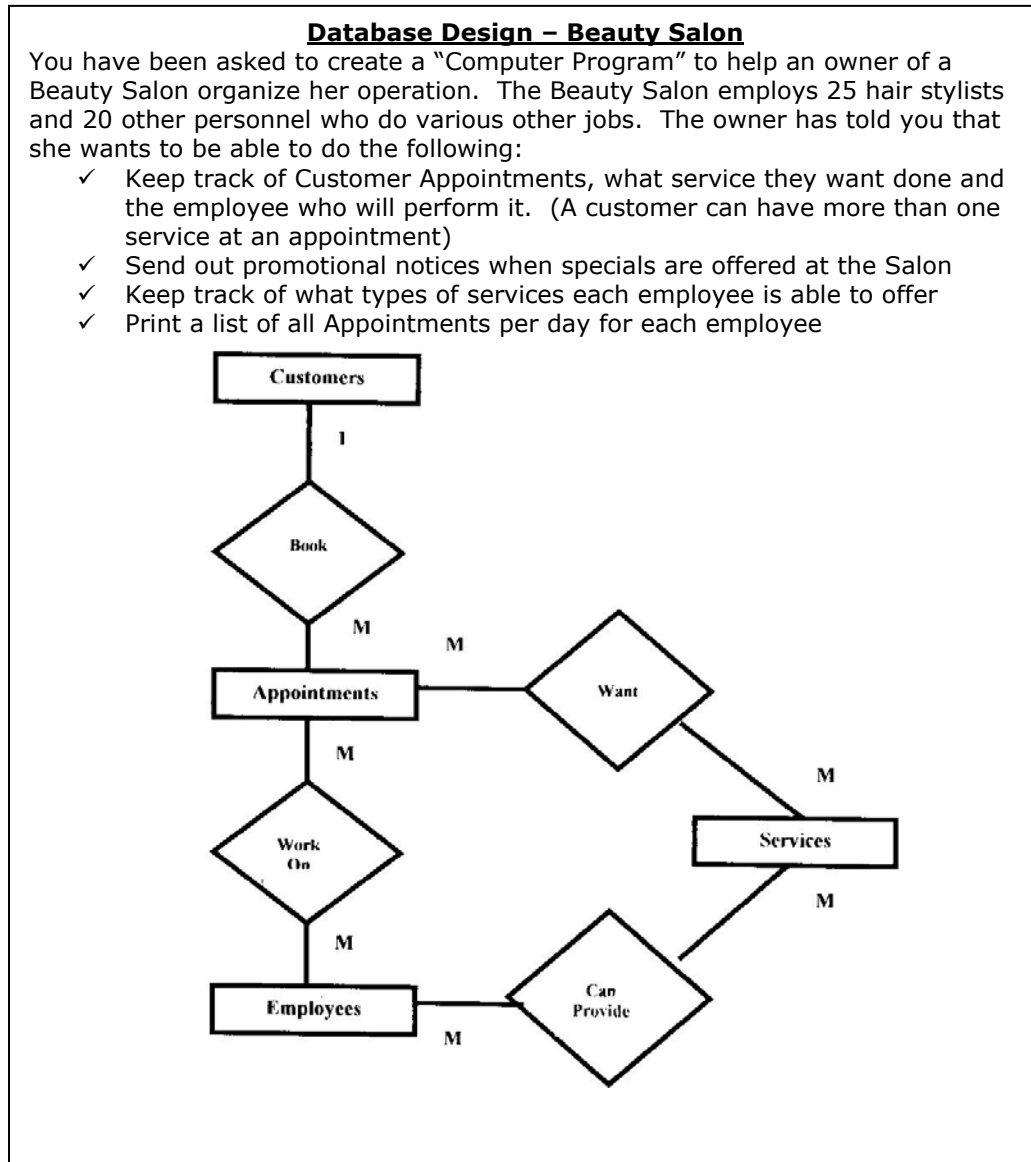 Database Design – Beauty Salon
You have been asked to create a “Computer Program” to help an owner of a
Beauty Salon organize her operation. The Beauty Salon employs 25 hair stylists
and 20 other personnel who do various other jobs. The owner has told you that
she wants to be able to do the following:
✓ Keep track of Customer Appointments, what service they want done and
the employee who will perform it. (A customer can have more than one
service at an appointment)
✓ Send out promotional notices when specials are offered at the Salon
✓ Keep track of what types of services each employee is able to offer
✓ Print a list of all Appointments per day for each employee
Customers
1
Book
M
M
Appointments
Want
M
M
Work
On
Services
M
M
Can
Provide
Employees
M